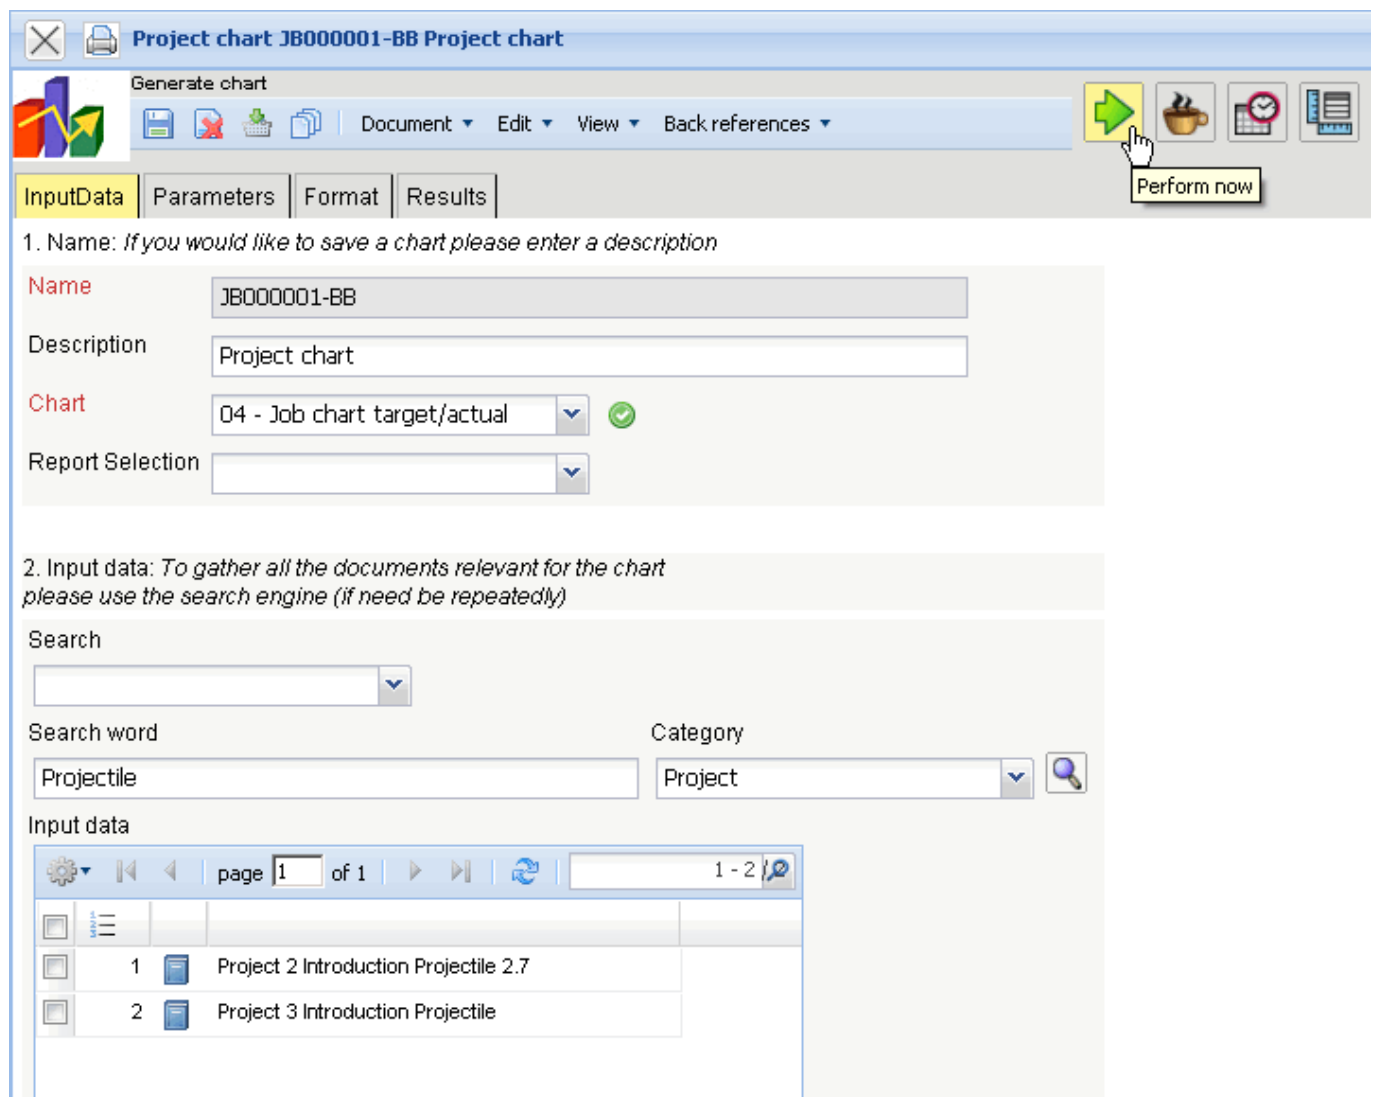 Project chart JB000001-BB Project chart
Generate chart
Document Edit View Back references
Perform now
InputData Parameters Format Results
1. Name: If you would like to save a chart please enter a description
Name JB000001-BB
Description Project chart
Chart 04 - Job chart target/actual
Report Selection
2. Input data: To gather all the documents relevant for the chart
please use the search engine (if need be repeatedly)
Search
Search word Category
Projectile Project
Input data
page 1 of 1 1 - 2 /
1 Project 2 Introduction Projectile 2.7
2 Project 3 Introduction Projectile